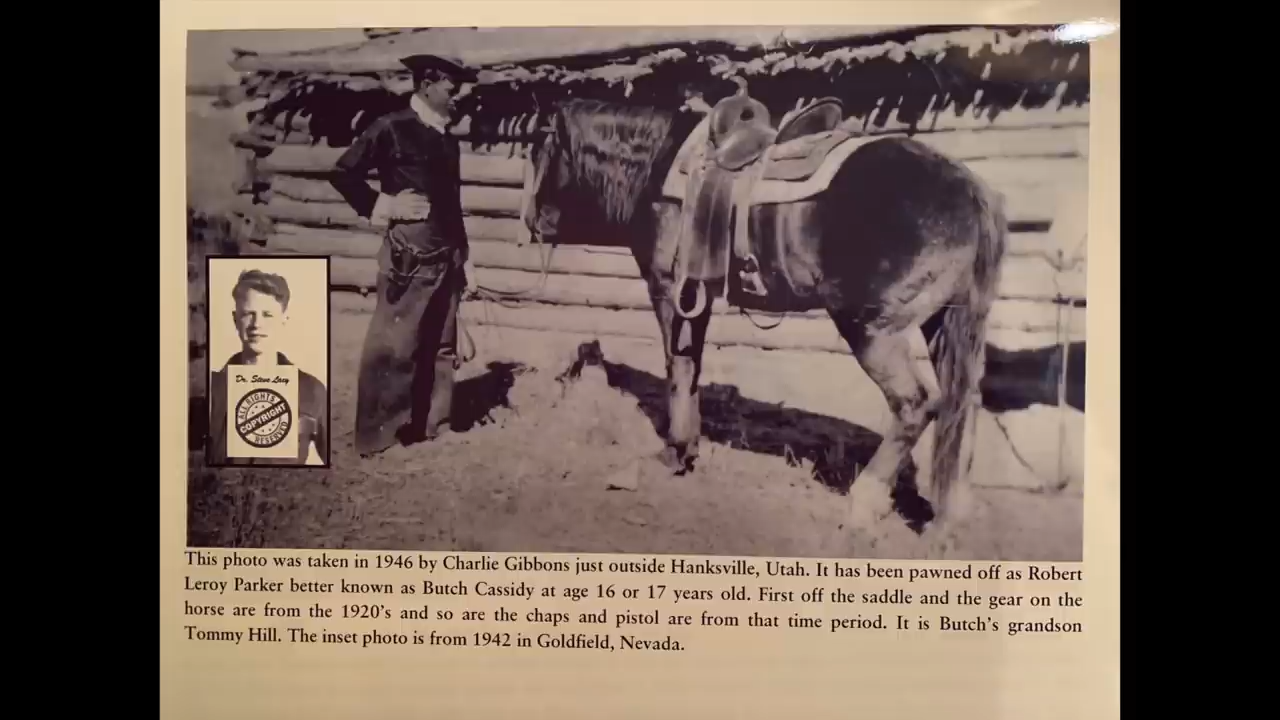 Dr. Steve Lacy
ALL RIGHTS
COPYRIGHT
RESERVED
This photo was taken in 1946 by Charlie Gibbons just outside Hanksville, Utah. It has been pawned off as Robert
Leroy Parker better known as Butch Cassidy at age 16 or 17 years old. First off the saddle and the gear on the
horse are from the 1920's and so are the chaps and pistol are from that time period. It is Butch's grandson
Tommy Hill. The inset photo is from 1942 in Goldfield, Nevada.